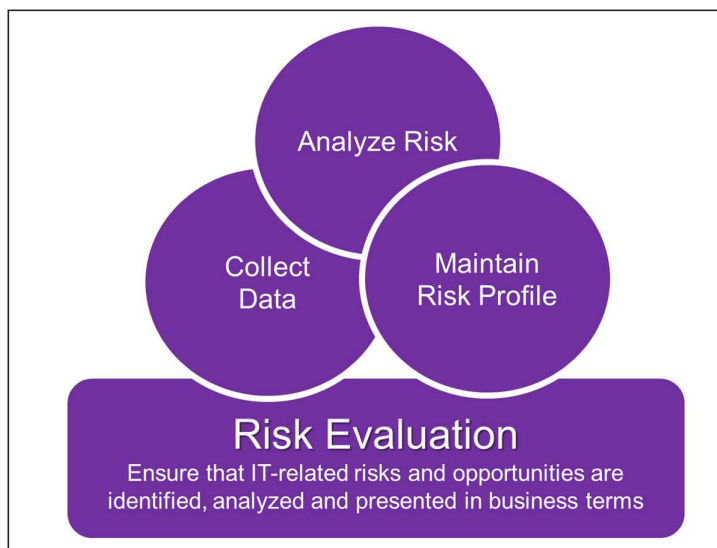 Analyze Risk
Collect
Data
Maintain
Risk Profile
Risk Evaluation
Ensure that IT-related risks and opportunities are
identified, analyzed and presented in business terms